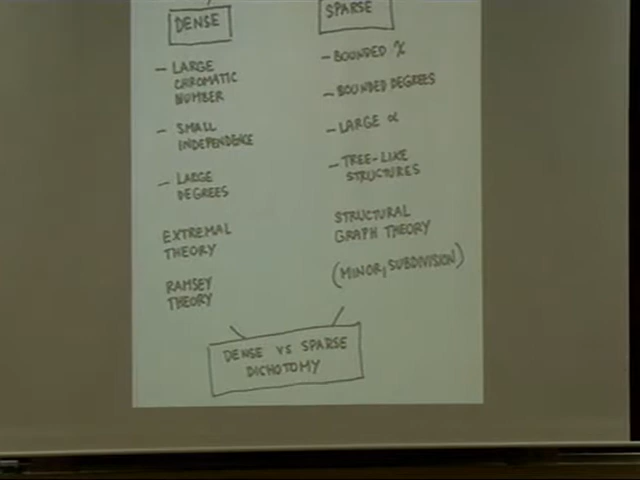 DENSE
- LARGE
CHROMATIC
NUMBER
- SMALL
INDEPENDENCE
- LARGE
DEGREES
EXTREMAL
THEORY
RAMSEY
THEORY
SPARSE
- BOUNDED χ
- BOUNDED DEGREES
- LARGE α
- TREE-LIKE
STRUCTURES
STRUCTURAL
GRAPH THEORY
(MINOR, SUBDIVISION)
DENSE VS SPARSE
DICHOTOMY